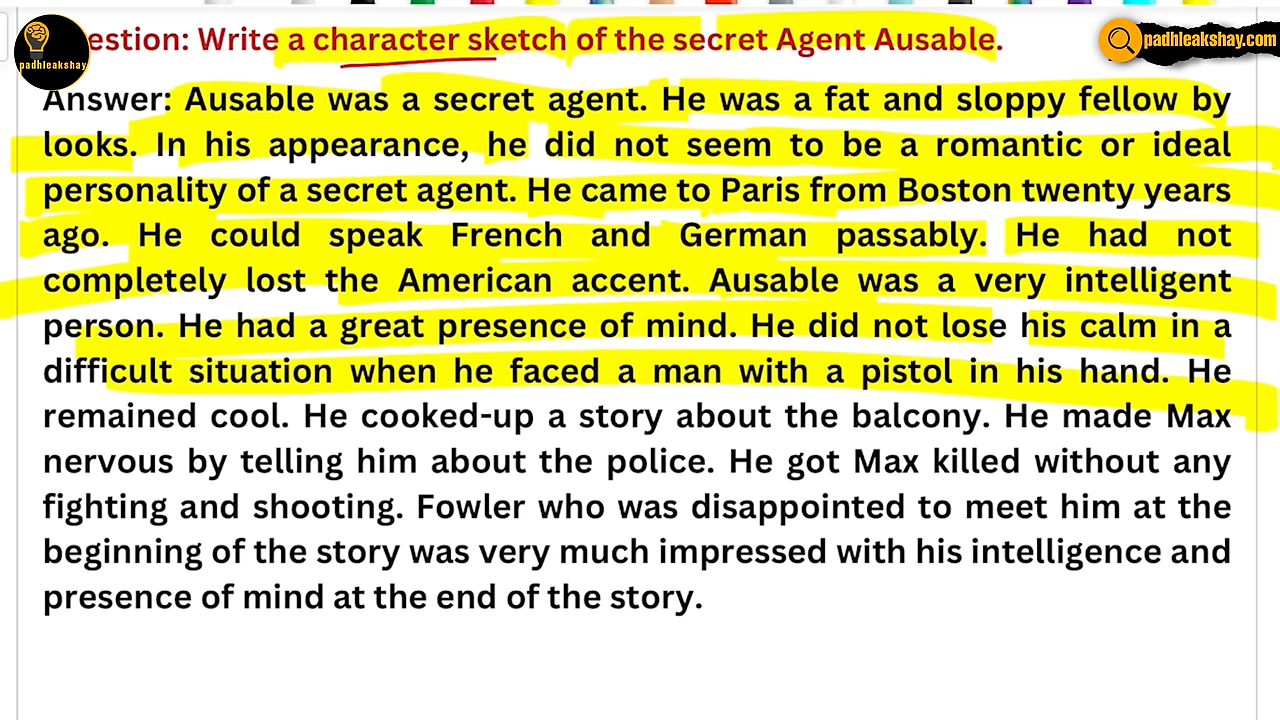 estion: Write a character sketch of the secret Agent Ausable.
padhleakshay.com
padhleakshay
Answer: Ausable was a secret agent. He was a fat and sloppy fellow by
looks. In his appearance, he did not seem to be a romantic or ideal
personality of a secret agent. He came to Paris from Boston twenty years
ago. He could speak French and German passably. He had not
completely lost the American accent. Ausable was a very intelligent
person. He had a great presence of mind. He did not lose his calm in a
difficult situation when he faced a man with a pistol in his hand. He
remained cool. He cooked-up a story about the balcony. He made Max
nervous by telling him about the police. He got Max killed without any
fighting and shooting. Fowler who was disappointed to meet him at the
beginning of the story was very much impressed with his intelligence and
presence of mind at the end of the story.